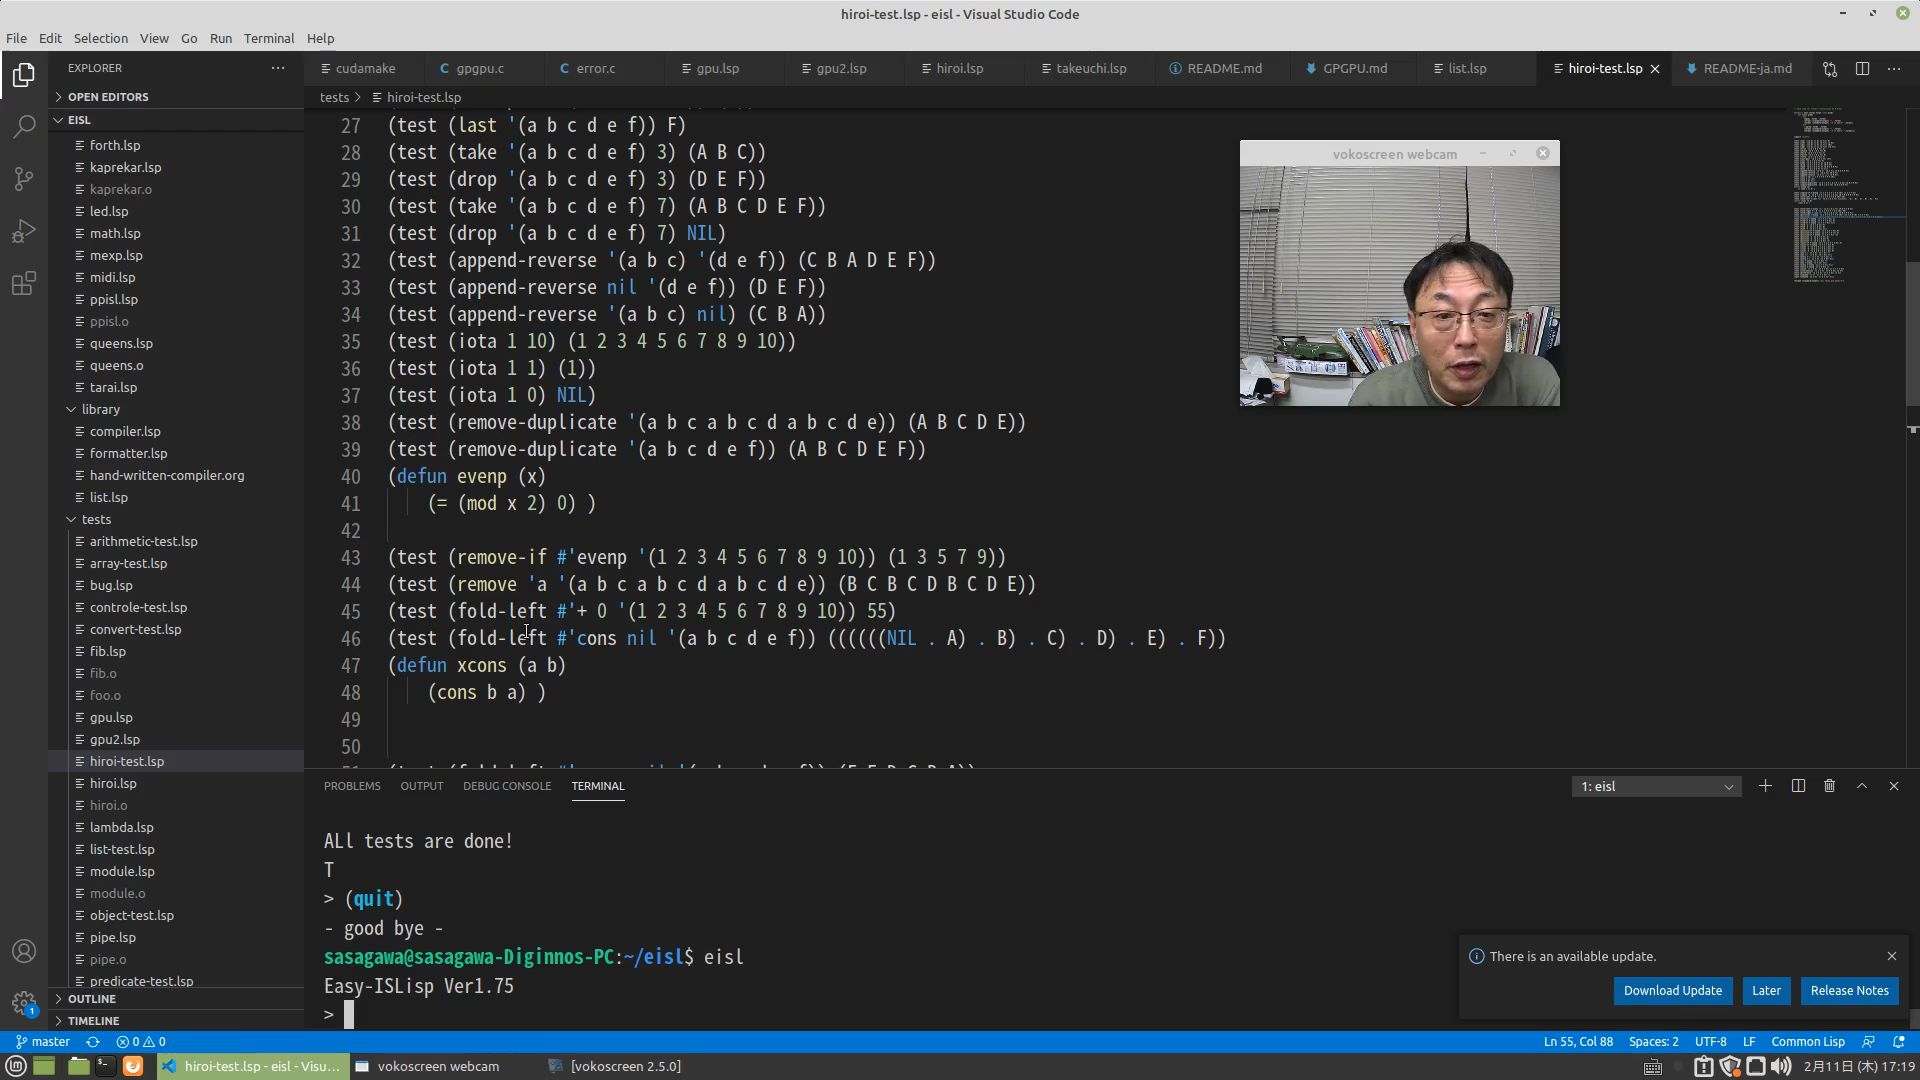 hiroi-test.lsp - eisl - Visual Studio Code
File Edit Selection View Go Run Terminal Help
EXPLORER
cudamake gpgpu.c error.c gpu.lsp gpu2.lsp hiroi.lsp takeuchi.lsp README.md GPGPU.md list.lsp hiroi-test.lsp README-ja.md
OPEN EDITORS
tests > hiroi-test.lsp
EISL
forth.lsp
kaprekar.lsp
kaprekar.o
led.lsp
math.lsp
mexp.lsp
midi.lsp
ppisl.lsp
ppisl.o
queens.lsp
queens.o
tarai.lsp
library
compiler.lsp
formatter.lsp
hand-written-compiler.org
list.lsp
tests
arithmetic-test.lsp
array-test.lsp
bug.lsp
controle-test.lsp
convert-test.lsp
fib.lsp
fib.o
foo.o
gpu.lsp
gpu2.lsp
hiroi-test.lsp
hiroi.lsp
hiroi.o
lambda.lsp
list-test.lsp
module.lsp
module.o
object-test.lsp
pipe.lsp
pipe.o
predicate-test.lsp
OUTLINE
TIMELINE
27 (test (last '(a b c d e f)) F)
28 (test (take '(a b c d e f) 3) (A B C))
29 (test (drop '(a b c d e f) 3) (D E F))
30 (test (take '(a b c d e f) 7) (A B C D E F))
31 (test (drop '(a b c d e f) 7) NIL)
32 (test (append-reverse '(a b c) '(d e f)) (C B A D E F))
33 (test (append-reverse nil '(d e f)) (D E F))
34 (test (append-reverse '(a b c) nil) (C B A))
35 (test (iota 1 10) (1 2 3 4 5 6 7 8 9 10))
36 (test (iota 1 1) (1))
37 (test (iota 1 0) NIL)
38 (test (remove-duplicate '(a b c a b c d a b c d e)) (A B C D E))
39 (test (remove-duplicate '(a b c d e f)) (A B C D E F))
40 (defun evenp (x)
41 (= (mod x 2) 0) )
42
43 (test (remove-if #'evenp '(1 2 3 4 5 6 7 8 9 10)) (1 3 5 7 9))
44 (test (remove 'a '(a b c a b c d a b c d e)) (B C B C D B C D E))
45 (test (fold-left #'+ 0 '(1 2 3 4 5 6 7 8 9 10)) 55)
46 (test (fold-left #'cons nil '(a b c d e f)) ((((((NIL . A) . B) . C) . D) . E) . F))
47 (defun xcons (a b)
48 (cons b a) )
49
50
vokoscreen webcam
PROBLEMS OUTPUT DEBUG CONSOLE TERMINAL
1: eisl
ALl tests are done!
T
> (quit)
- good bye -
sasagawa@sasagawa-Diginnos-PC:~/eisl$ eisl
Easy-ISLisp Ver1.75
>
There is an available update.
Download Update Later Release Notes
master 0 0 Ln 55, Col 88 Spaces: 2 UTF-8 LF Common Lisp
hiroi-test.lsp - eisl - Visu... vokoscreen webcam [vokoscreen 2.5.0] 2月11日 (木) 17:19